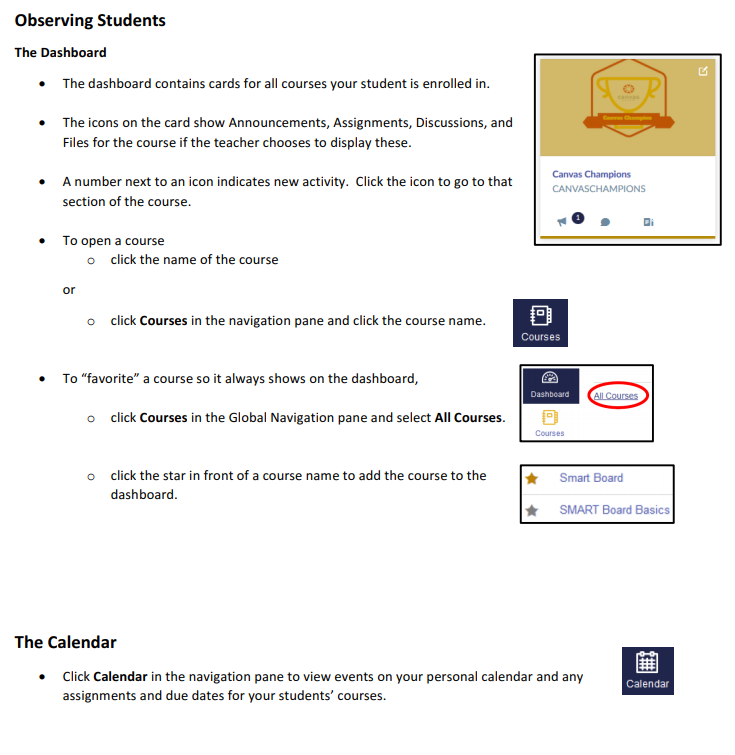 Observing Students
The Dashboard
• The dashboard contains cards for all courses your student is enrolled in.
• The icons on the card show Announcements, Assignments, Discussions, and
Files for the course if the teacher chooses to display these.
• A number next to an icon indicates new activity.  Click the icon to go to that
section of the course.
• To open a course
o click the name of the course
or
o click Courses in the navigation pane and click the course name.
• To “favorite” a course so it always shows on the dashboard,
o click Courses in the Global Navigation pane and select All Courses.
o click the star in front of a course name to add the course to the
dashboard.
Canvas Champion
Canvas Champions
CANVASCHAMPIONS
1
Courses
Dashboard
All Courses
Courses
Smart Board
SMART Board Basics
The Calendar
• Click Calendar in the navigation pane to view events on your personal calendar and any
assignments and due dates for your students’ courses.
Calendar